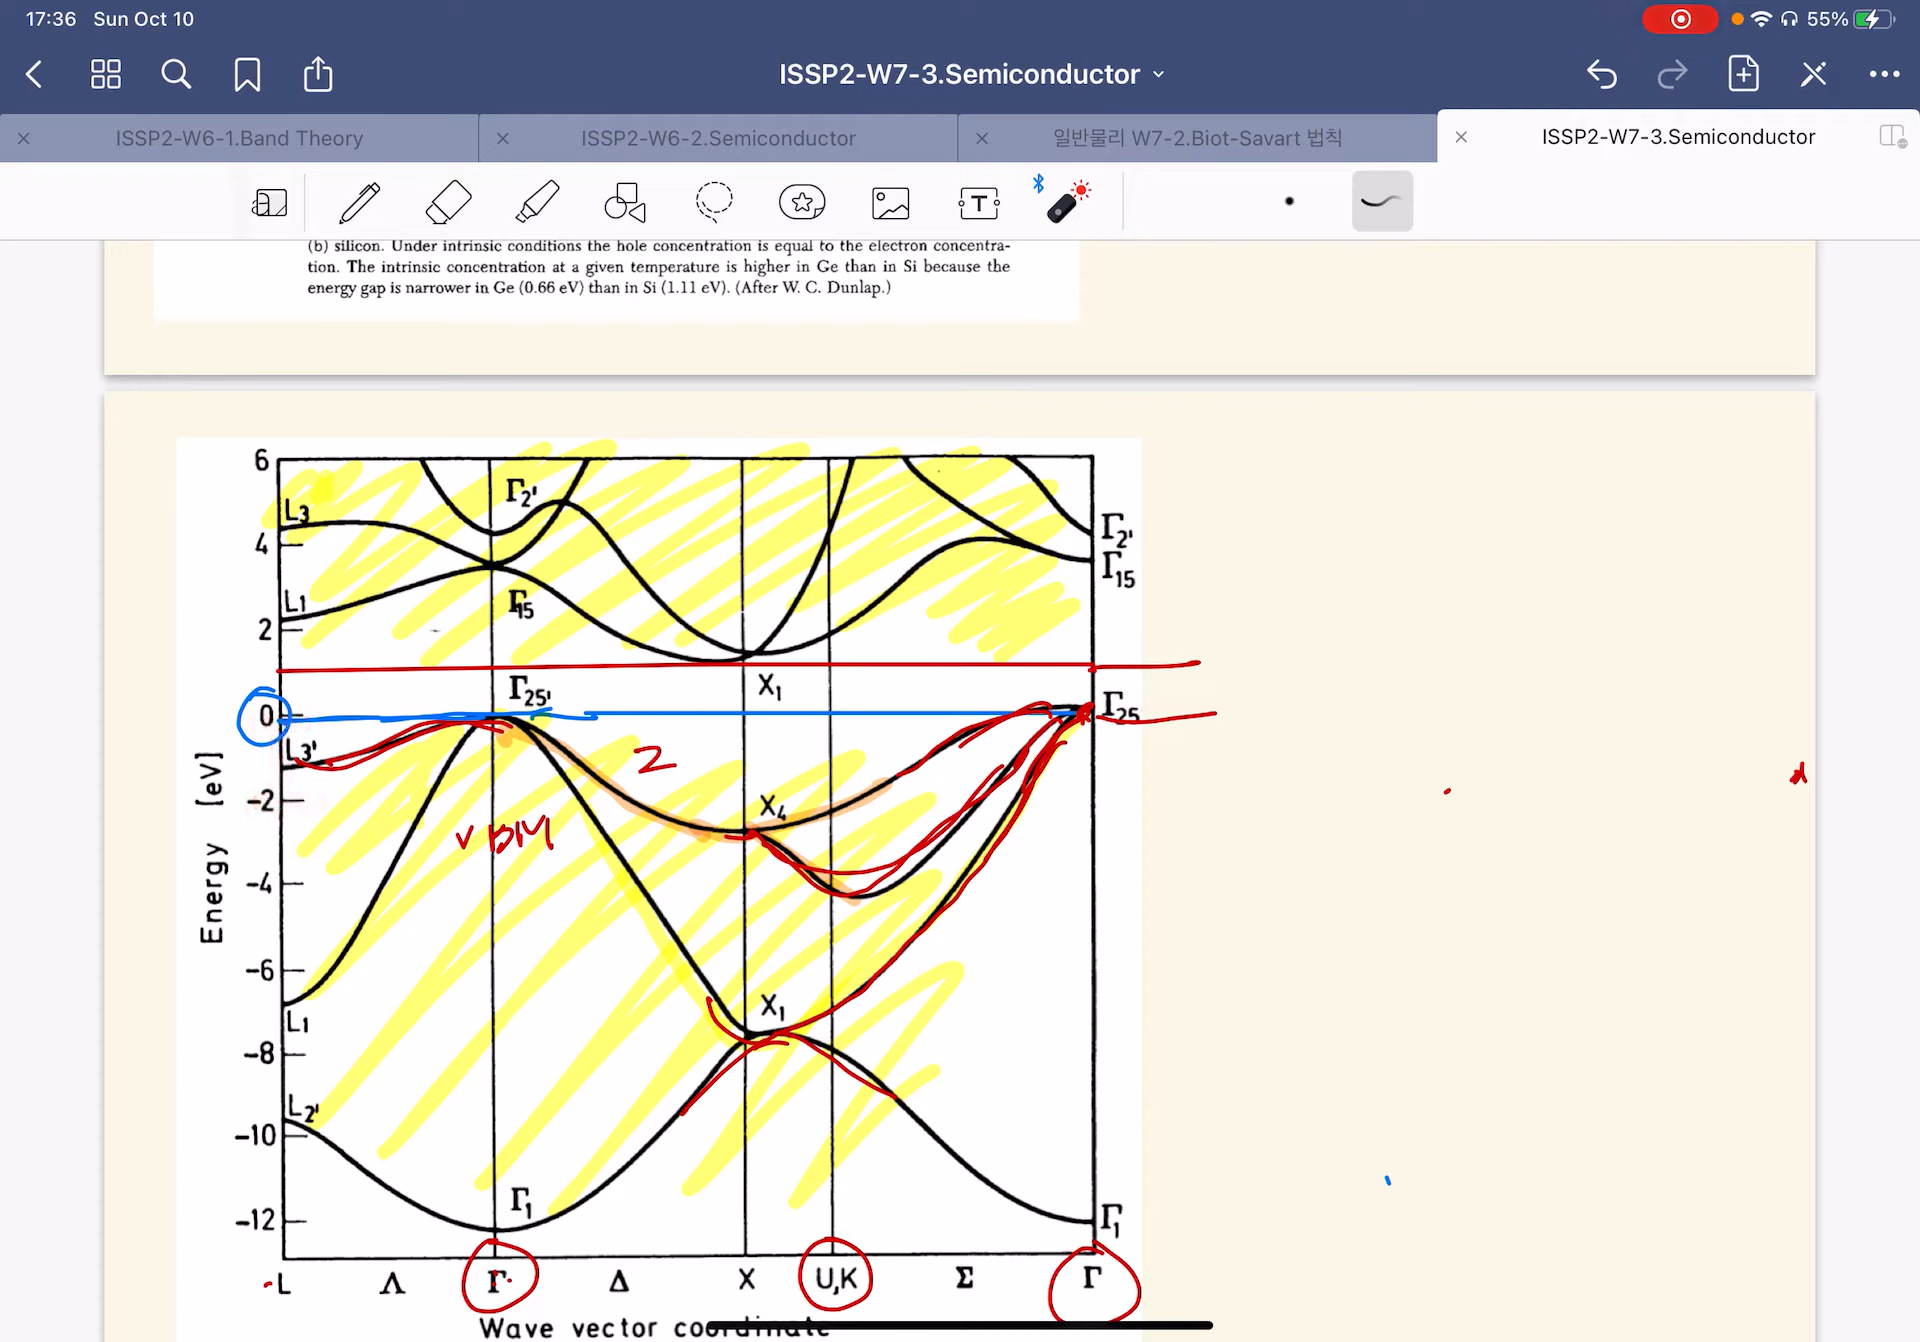 17:36 Sun Oct 10
55%
ISSP2-W7-3.Semiconductor
ISSP2-W6-1.Band Theory
ISSP2-W6-2.Semiconductor
일반물리 W7-2.Biot-Savart 법칙
ISSP2-W7-3.Semiconductor
(b) silicon. Under intrinsic conditions the hole concentration is equal to the electron concentra-
tion. The intrinsic concentration at a given temperature is higher in Ge than in Si because the
energy gap is narrower in Ge (0.66 eV) than in Si (1.11 eV). (After W. C. Dunlap.)
6
Γ2'
L3
Γ2'
4
Γ15
L1
Γ15
2
Γ25'
X1
Γ25
0
L3'
2
Energy [eV]
-2
X4
VBM
-4
-6
X1
L1
-8
L2'
-10
Γ1
Γ1
-12
L Λ Γ Δ X U,K Σ Γ
Wave vector coordinate